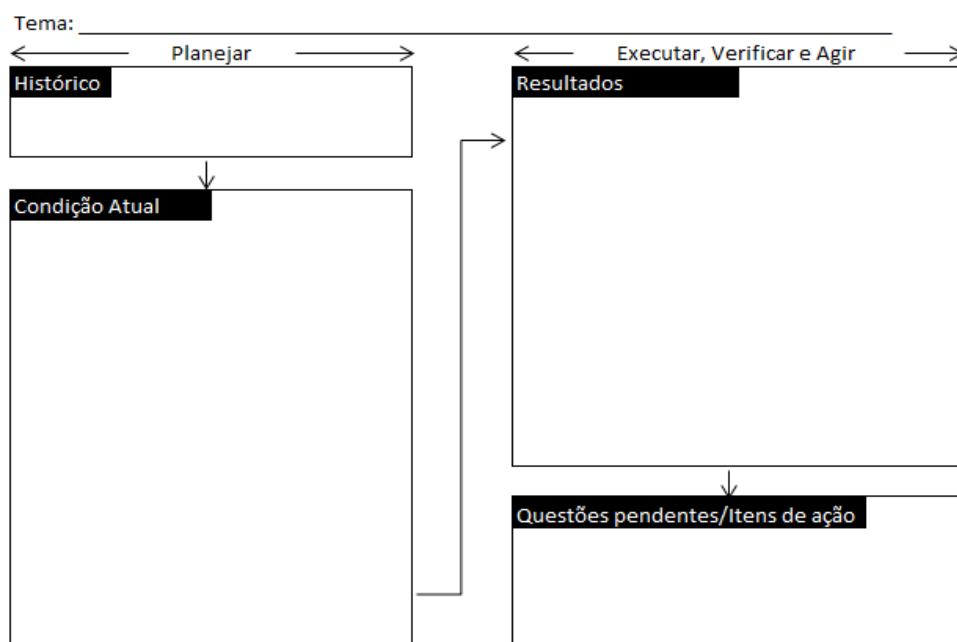 Tema:
Planejar
Executar, Verificar e Agir
Histórico
Resultados
Condição Atual
Questões pendentes/Itens de ação